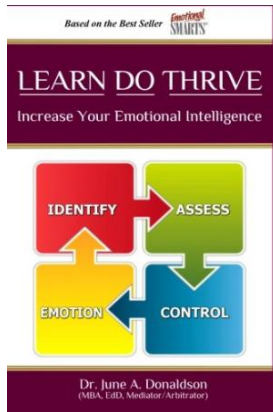 Based on the Best Seller Emotional
SMARTS
LEARN DO THRIVE
Increase Your Emotional Intelligence
IDENTIFY ASSESS
EMOTION CONTROL
Dr. June A. Donaldson
(MBA, EdD, Mediator/Arbitrator)